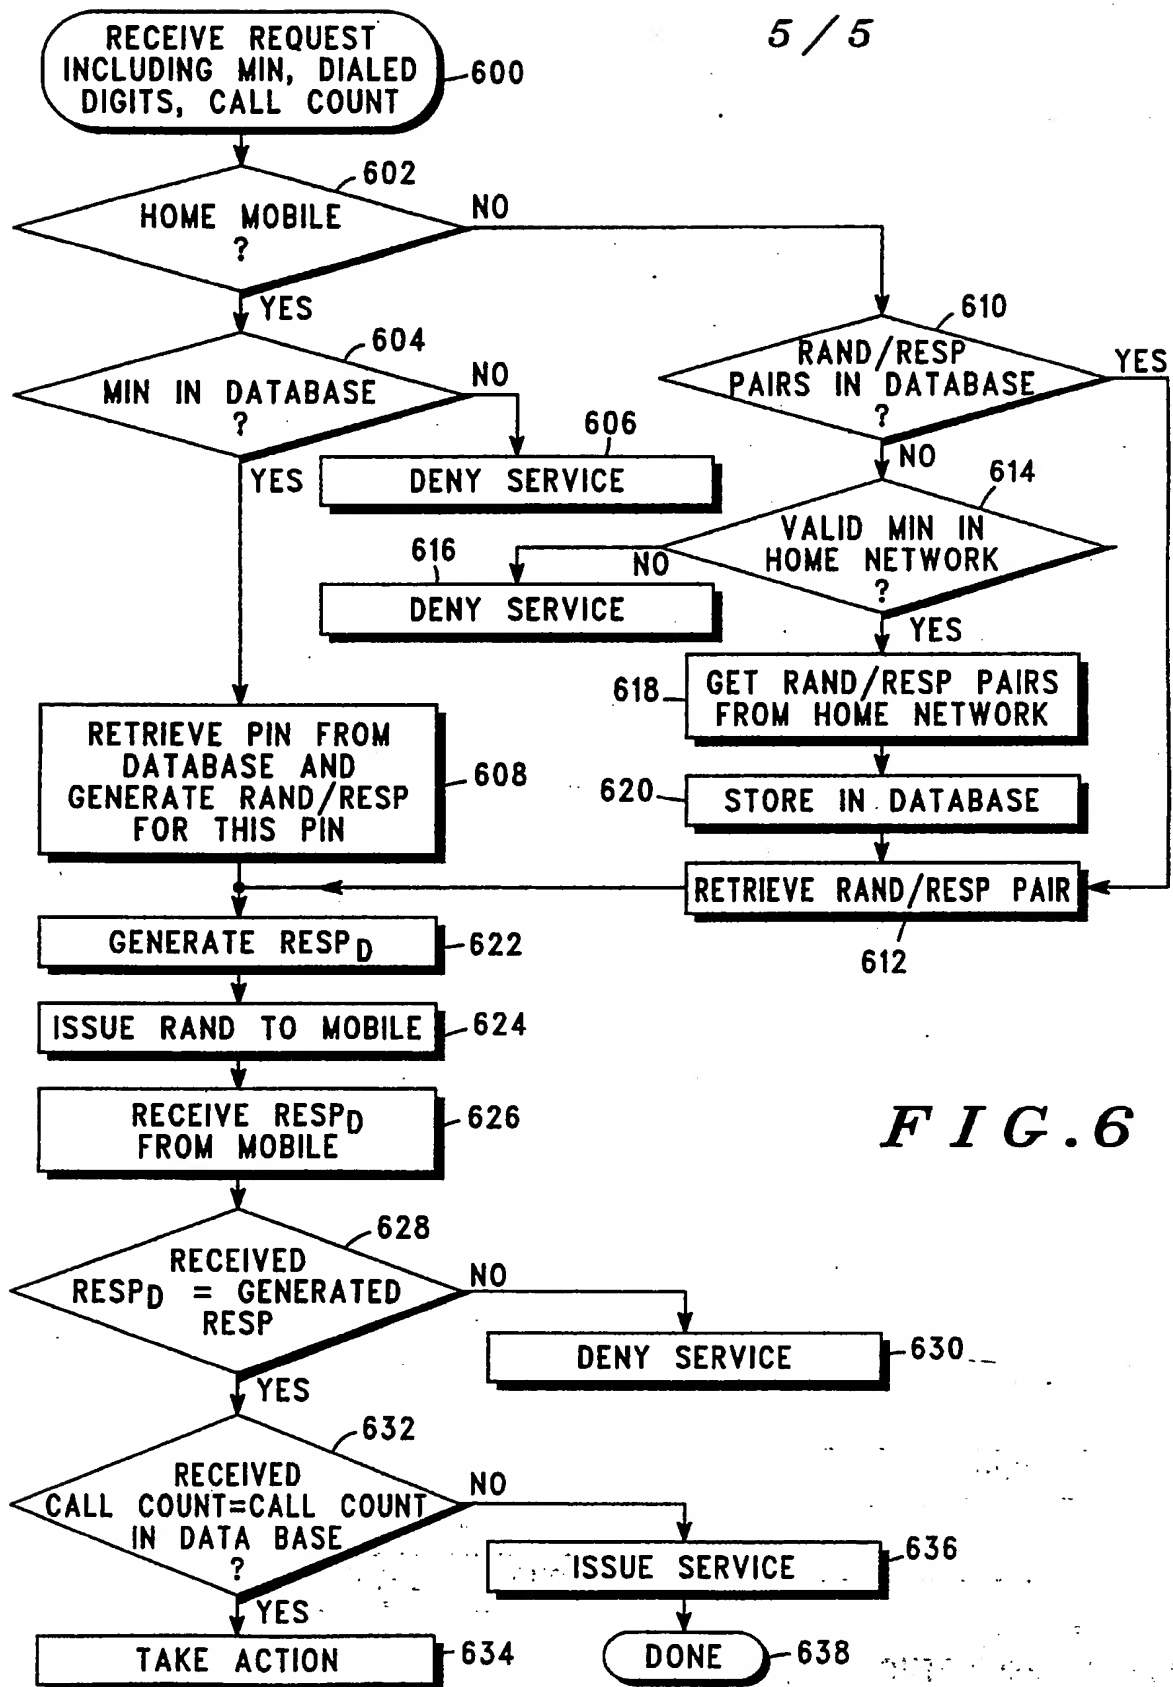 5/5
RECEIVE REQUEST
INCLUDING MIN, DIALED
DIGITS, CALL COUNT
600
602
HOME MOBILE
?
NO
YES
604
MIN IN DATABASE
?
NO
YES
606
DENY SERVICE
610
RAND/RESP
PAIRS IN DATABASE
?
YES
NO
614
VALID MIN IN
HOME NETWORK
?
NO
YES
616
DENY SERVICE
618
GET RAND/RESP PAIRS
FROM HOME NETWORK
620
STORE IN DATABASE
RETRIEVE RAND/RESP PAIR
612
RETRIEVE PIN FROM
DATABASE AND
GENERATE RAND/RESP
FOR THIS PIN
608
GENERATE RESPD
622
ISSUE RAND TO MOBILE
624
RECEIVE RESPD
FROM MOBILE
626
FIG.6
628
RECEIVED
RESPD = GENERATED
RESP
NO
YES
DENY SERVICE
630
632
RECEIVED
CALL COUNT=CALL COUNT
IN DATA BASE
?
NO
YES
ISSUE SERVICE
636
TAKE ACTION
634
DONE
638